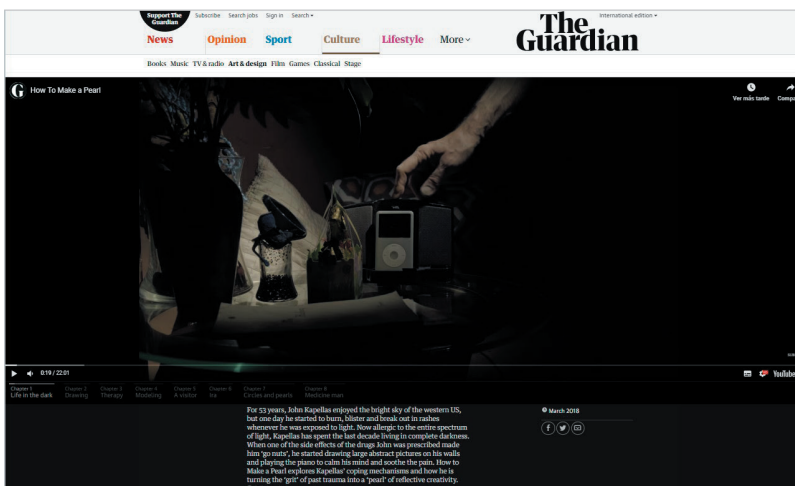 Support The
Guardian
Subscribe Search jobs Sign in Search
International edition
The
Guardian
News Opinion Sport Culture Lifestyle More
Books Music TV & radio Art & design Film Games Classical Stage
G How To Make a Pearl
Ver más tarde
0:19 / 22:01
YouTube
Chapter 1 Chapter 2 Chapter 3 Chapter 4 Chapter 5 Chapter 6 Chapter 7 Chapter 8
Life in the dark Drawing Therapy Modeling A visitor Ira Circles and pearls Medicine man
For 53 years, John Kapellas enjoyed the bright sky of the western US,
but one day he started to burn, blister and break out in rashes
whenever he was exposed to light. Now allergic to the entire spectrum
of light, Kapellas has spent the last decade living in complete darkness.
When one of the side effects of the drugs John was prescribed made
him ‘go nuts’, he started drawing large abstract pictures on his walls
and playing the piano to calm his mind and soothe the pain. How to
Make a Pearl explores Kapellas’ coping mechanisms and how he is
turning the ‘grit’ of past trauma into a ‘pearl’ of reflective creativity.
March 2018